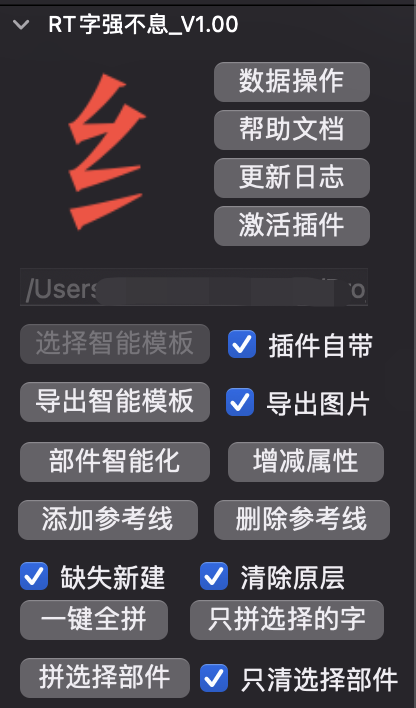 RT字强不息_V1.00
数据操作
帮助文档
更新日志
激活插件
/Users
选择智能模板 插件自带
导出智能模板 导出图片
部件智能化 增减属性
添加参考线 删除参考线
缺失新建 清除原层
一键全拼 只拼选择的字
拼选择部件 只清选择部件